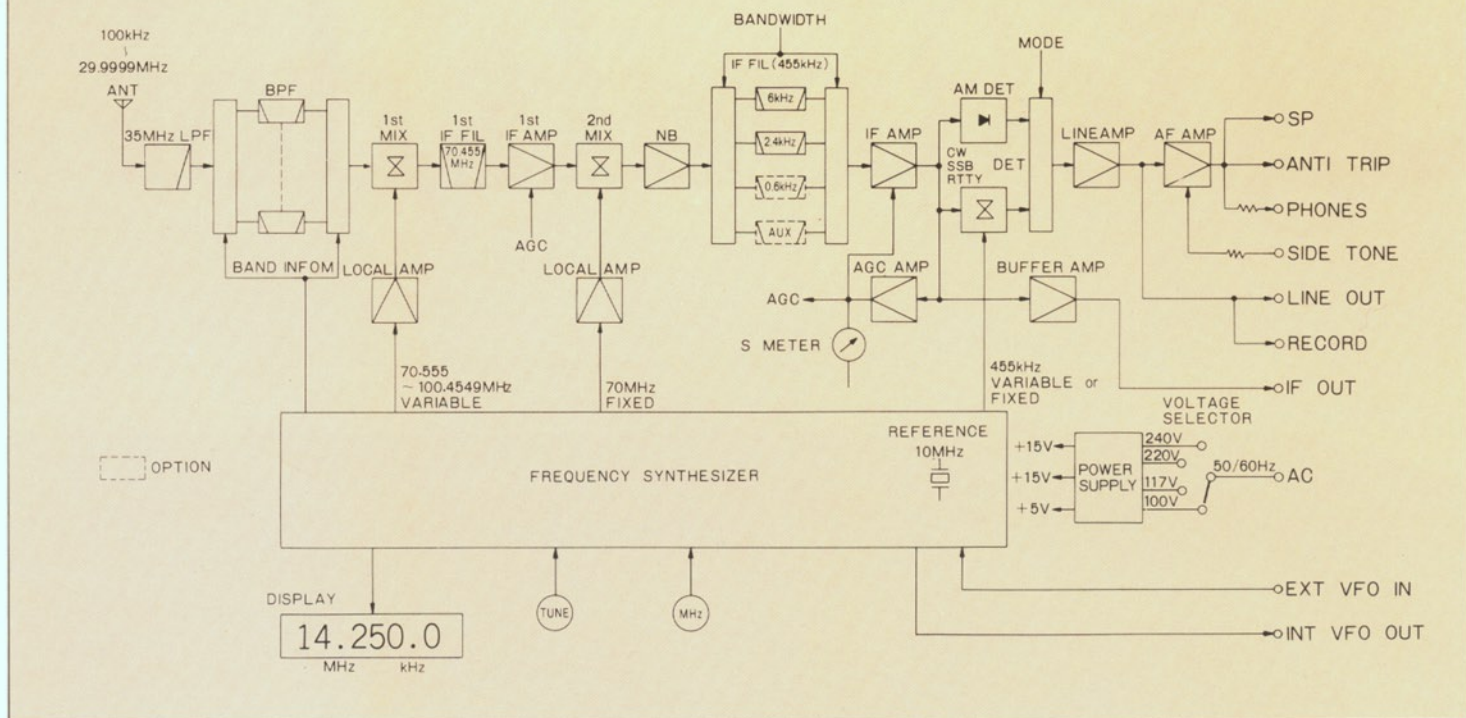 BANDWIDTH
100kHz
~
29.9999MHz
ANT
MODE
IF FIL (455kHz)
BPF
AM DET
35MHz LPF
1st
MIX
1st
IF FIL
70.455
MHz
1st
IF AMP
2nd
MIX
NB
6kHz
2.4kHz
0.6kHz
AUX
IF AMP
CW
SSB
RTTY
DET
LINEAMP
AF AMP
SP
ANTI TRIP
PHONES
SIDE TONE
LINE OUT
RECORD
IF OUT
AGC
BAND INFOM
LOCAL AMP
LOCAL AMP
AGC AMP
BUFFER AMP
AGC
S METER
70.555
~100.4549MHz
VARIABLE
70MHz
FIXED
455kHz
VARIABLE or
FIXED
VOLTAGE
SELECTOR
REFERENCE
10MHz
FREQUENCY SYNTHESIZER
OPTION
+15V
+15V
+5V
POWER
SUPPLY
240V
220V
117V
100V
50/60Hz
AC
DISPLAY
14.250.0
MHz kHz
TUNE
MHz
EXT VFO IN
INT VFO OUT